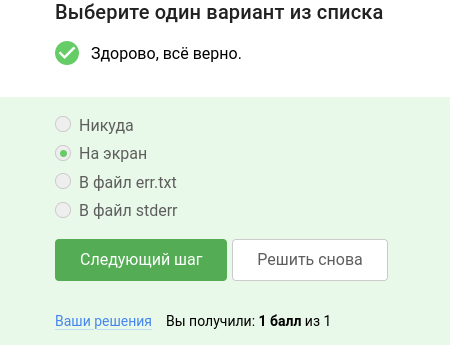 Выберите один вариант из списка
Здорово, всё верно.
Никуда
На экран
В файл err.txt
В файл stderr
Следующий шаг Решить снова
Ваши решения Вы получили: 1 балл из 1